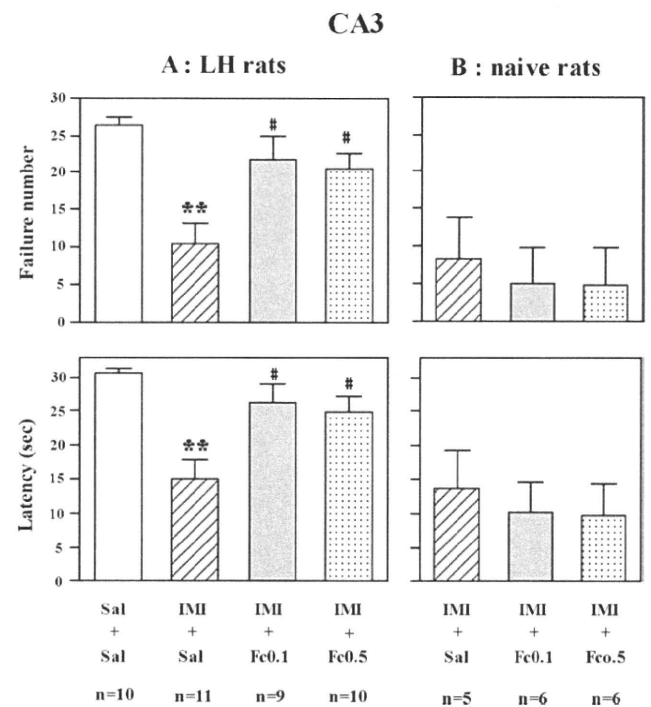 CA3
A : LH rats
B : naive rats
Failure number
30
25
20
15
10
5
0
**
#
#
Latency (sec)
30
25
20
15
10
5
0
**
#
#
Sal IMI IMI IMI IMI IMI IMI
+ + + + + + +
Sal Sal Fc0.1 Fc0.5 Sal Fc0.1 Fco.5
n=10 n=11 n=9 n=10 n=5 n=6 n=6